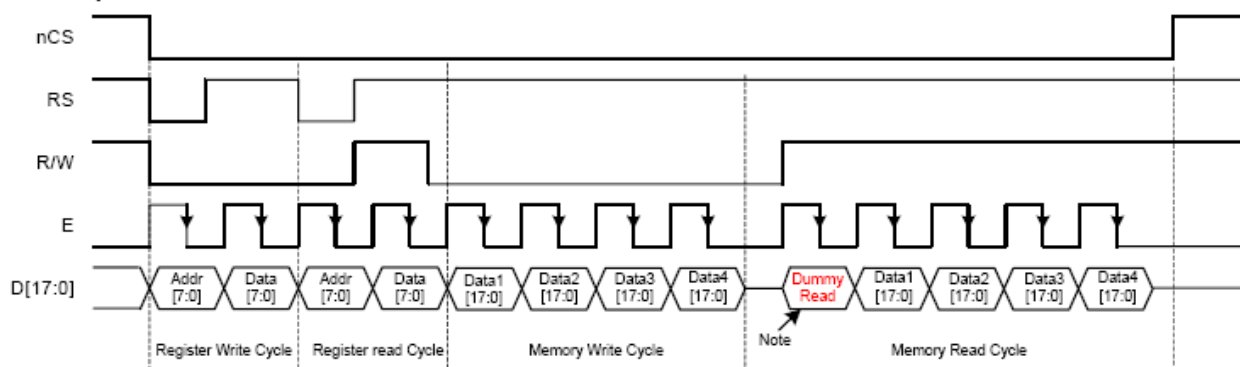 nCS
RS
R/W
E
D[17:0]
Addr
[7:0]
Data
[7:0]
Addr
[7:0]
Data
[7:0]
Data1
[17:0]
Data2
[17:0]
Data3
[17:0]
Data4
[17:0]
Dummy
Read
Data1
[17:0]
Data2
[17:0]
Data3
[17:0]
Data4
[17:0]
Note
Register Write Cycle
Register read Cycle
Memory Write Cycle
Memory Read Cycle